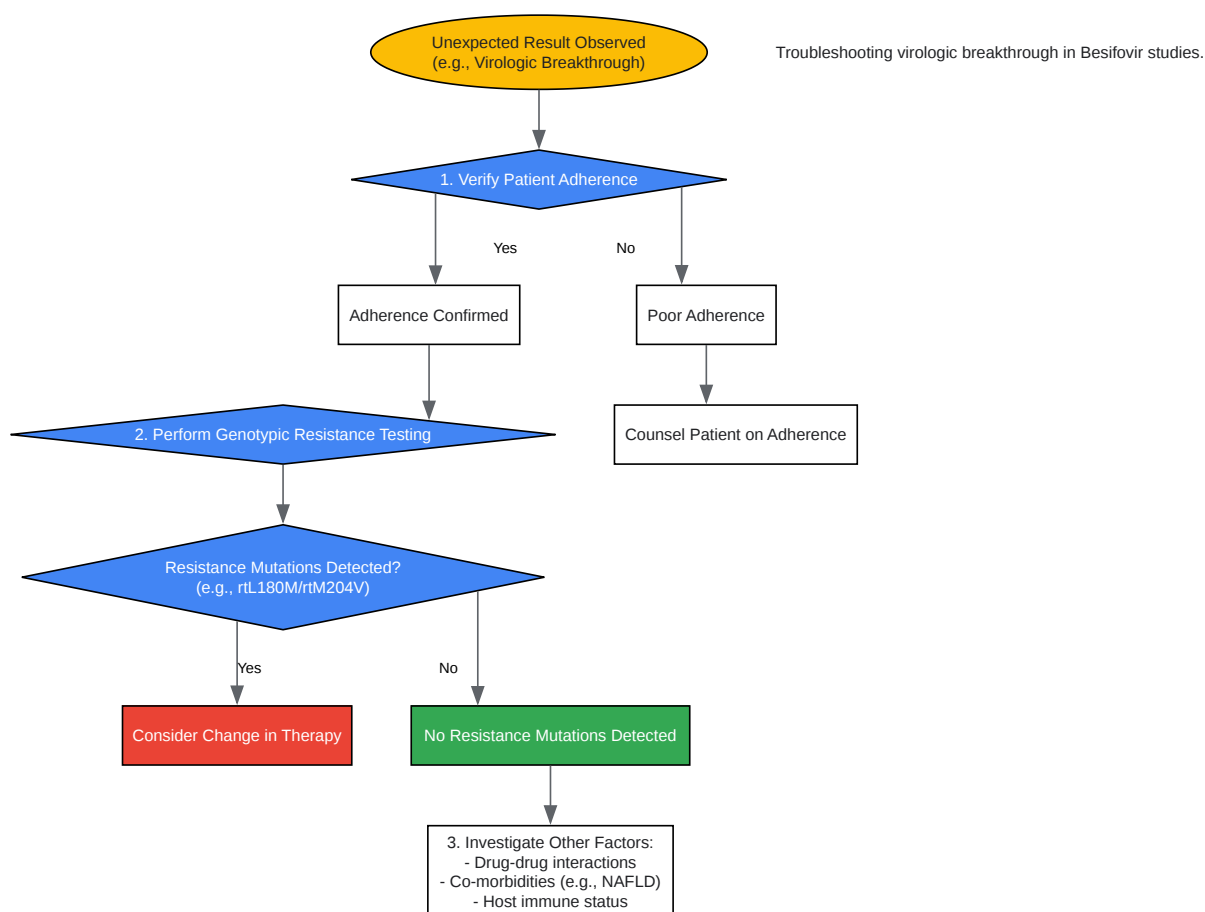 Unexpected Result Observed
(e.g., Virologic Breakthrough)
Troubleshooting virologic breakthrough in Besifovir studies.
1. Verify Patient Adherence
Yes
No
Adherence Confirmed
Poor Adherence
2. Perform Genotypic Resistance Testing
Counsel Patient on Adherence
Resistance Mutations Detected?
(e.g., rtL180M/rtM204V)
Yes
No
Consider Change in Therapy
No Resistance Mutations Detected
3. Investigate Other Factors:
- Drug-drug interactions
- Co-morbidities (e.g., NAFLD)
- Host immune status